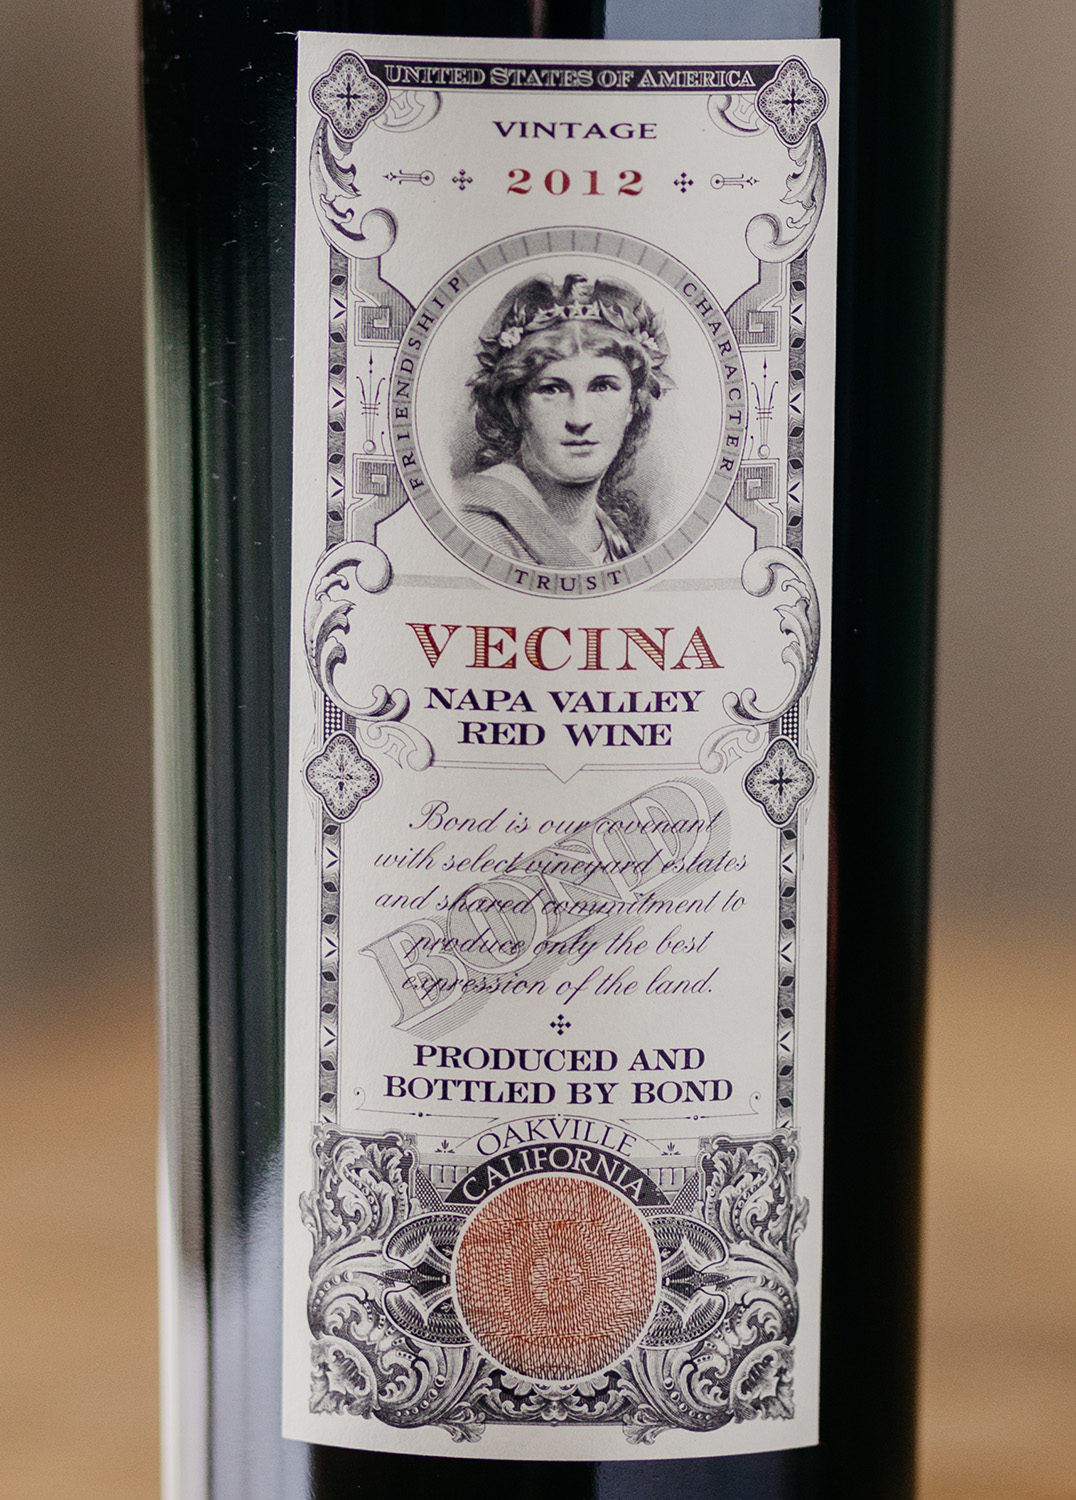 UNITED STATES OF AMERICA
VINTAGE
2012
FRIENDSHIP
CHARACTER
TRUST
VECINA
NAPA VALLEY
RED WINE
BOND
Bond is our covenant
with select vineyard estates
and shared commitment to
produce only the best
expression of the land.
PRODUCED AND
BOTTLED BY BOND
OAKVILLE
CALIFORNIA